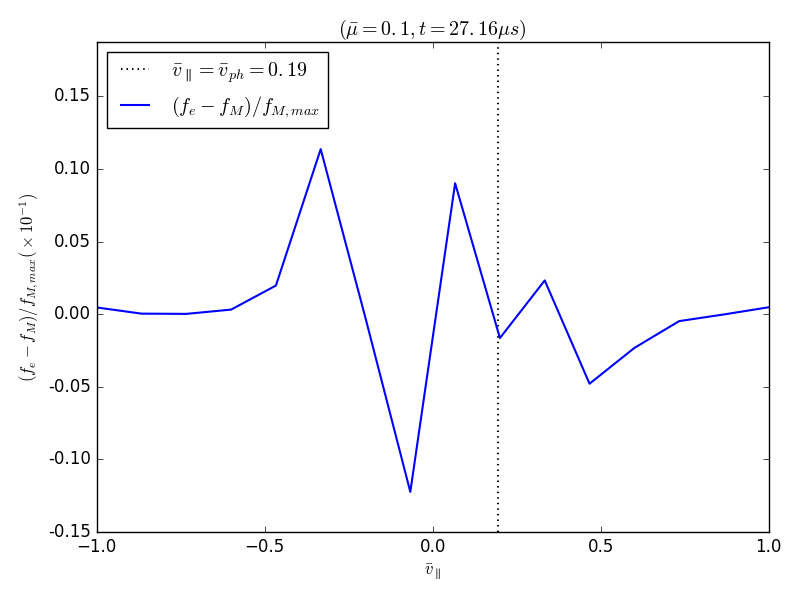 (μ̄ = 0.1, t = 27.16μs)
v̄∥ = v̄ph = 0.19
(fe − fM)/fM,max
(fe − fM)/fM,max(×10⁻¹)
0.15
0.10
0.05
0.00
-0.05
-0.10
-0.15
−1.0 −0.5 0.0 0.5 1.0
v̄∥